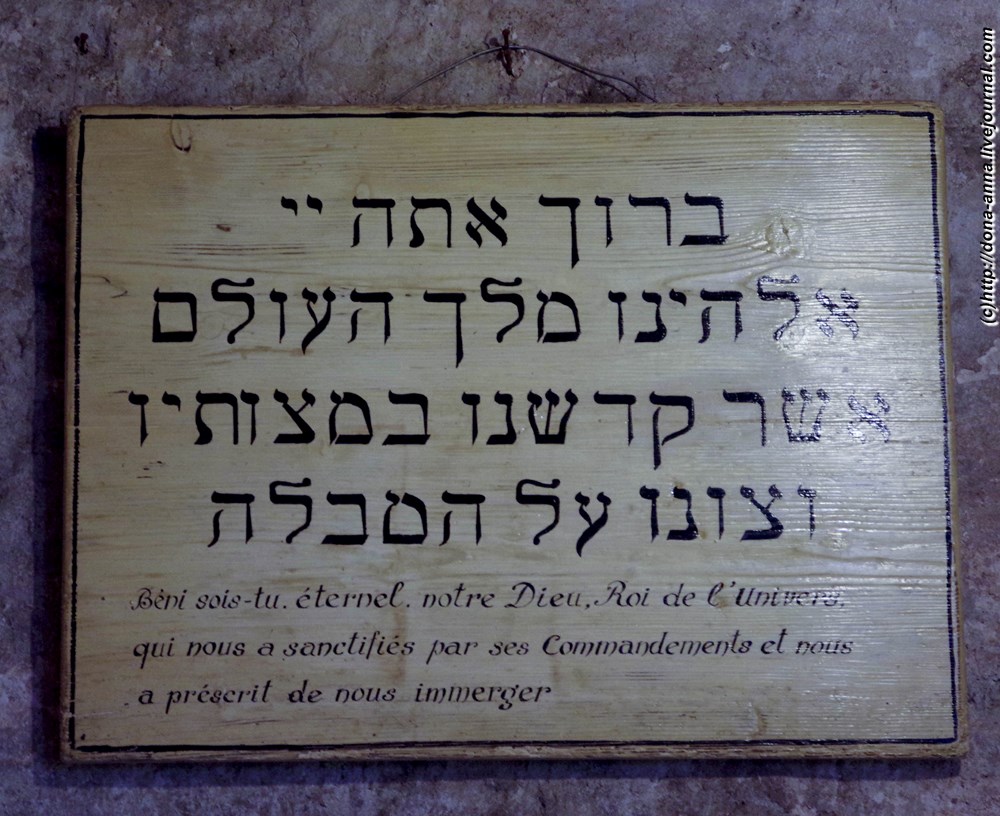 ברוך אתה יי
אלהינו מלך העולם
אשר קדשנו במצותיו
וצונו על הטבלה
Béni sois-tu. éternel. notre Dieu, Roi de l'Univers,
qui nous a sanctifiés par ses Commandements et nous
a préscrit de nous immerger
(C)http://dona-anna.livejournal.com